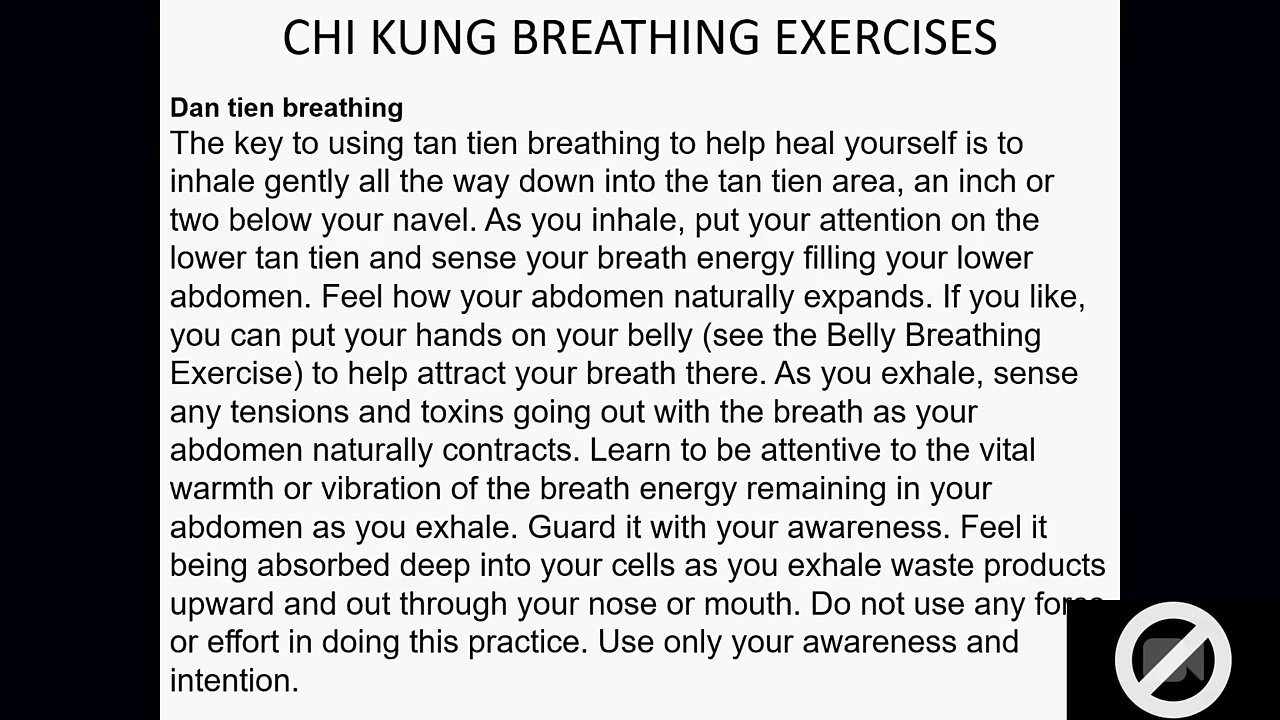 CHI KUNG BREATHING EXERCISES
Dan tien breathing
The key to using tan tien breathing to help heal yourself is to
inhale gently all the way down into the tan tien area, an inch or
two below your navel. As you inhale, put your attention on the
lower tan tien and sense your breath energy filling your lower
abdomen. Feel how your abdomen naturally expands. If you like,
you can put your hands on your belly (see the Belly Breathing
Exercise) to help attract your breath there. As you exhale, sense
any tensions and toxins going out with the breath as your
abdomen naturally contracts. Learn to be attentive to the vital
warmth or vibration of the breath energy remaining in your
abdomen as you exhale. Guard it with your awareness. Feel it
being absorbed deep into your cells as you exhale waste products
upward and out through your nose or mouth. Do not use any force
or effort in doing this practice. Use only your awareness and
intention.